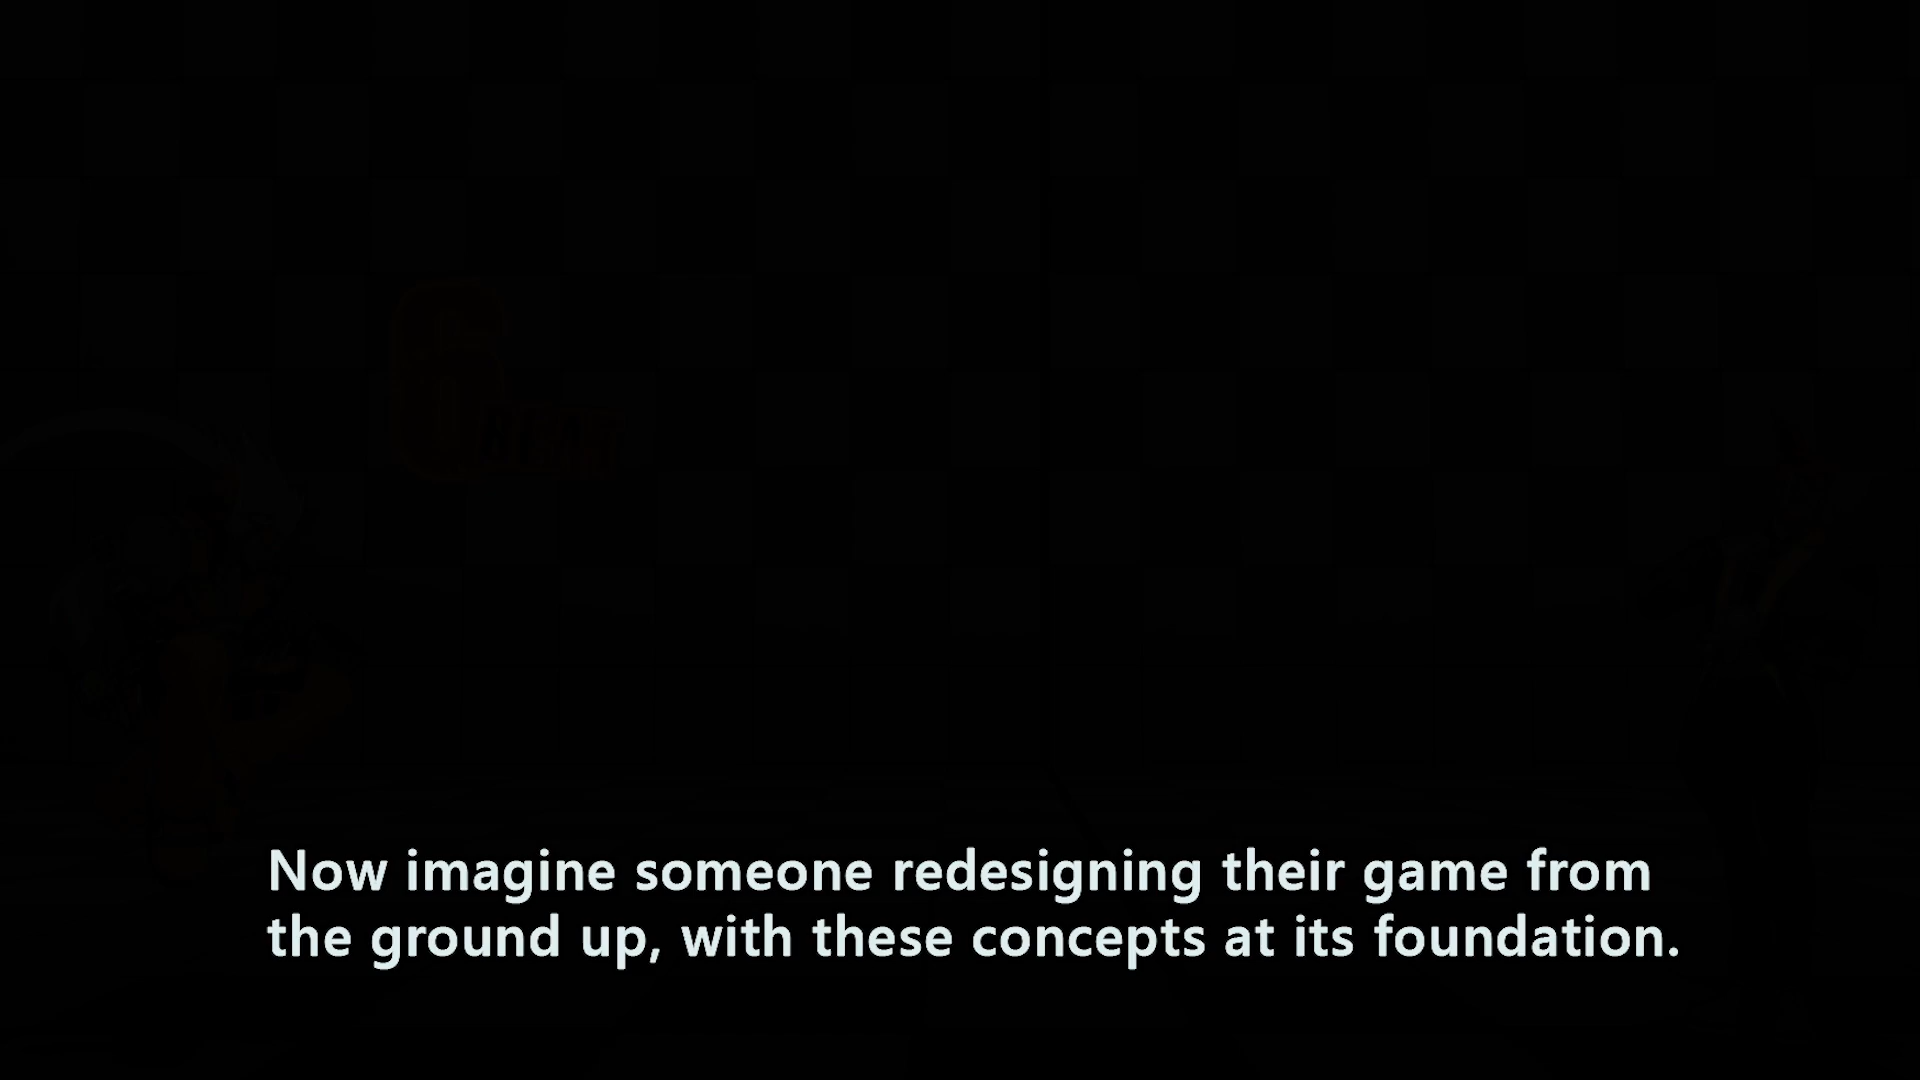 Now imagine someone redesigning their game from
the ground up, with these concepts at its foundation.